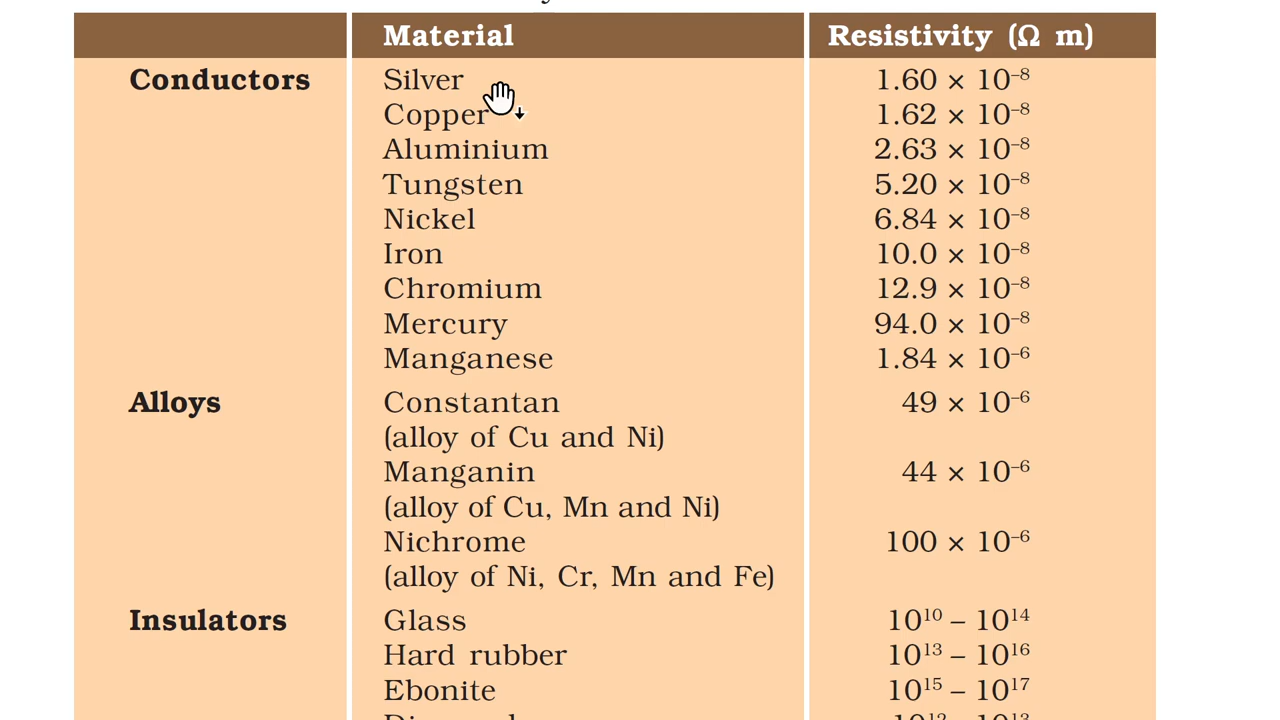 Material Resistivity (Ω m)
Conductors Silver 1.60 × 10⁻⁸
Copper 1.62 × 10⁻⁸
Aluminium 2.63 × 10⁻⁸
Tungsten 5.20 × 10⁻⁸
Nickel 6.84 × 10⁻⁸
Iron 10.0 × 10⁻⁸
Chromium 12.9 × 10⁻⁸
Mercury 94.0 × 10⁻⁸
Manganese 1.84 × 10⁻⁶
Alloys Constantan 49 × 10⁻⁶
(alloy of Cu and Ni)
Manganin 44 × 10⁻⁶
(alloy of Cu, Mn and Ni)
Nichrome 100 × 10⁻⁶
(alloy of Ni, Cr, Mn and Fe)
Insulators Glass 10¹⁰ – 10¹⁴
Hard rubber 10¹³ – 10¹⁶
Ebonite 10¹⁵ – 10¹⁷